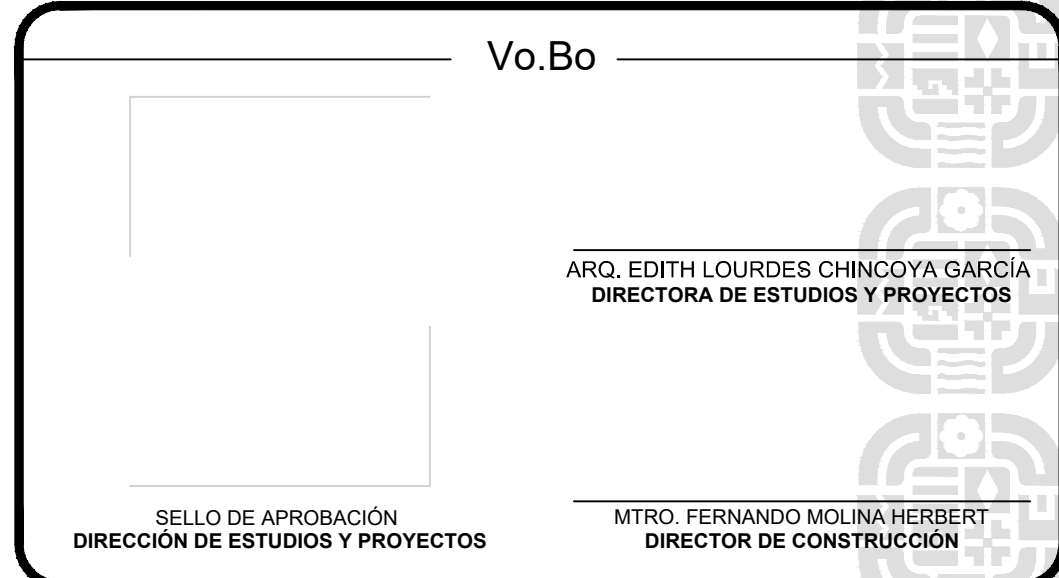 Vo.Bo
ARQ. EDITH LOURDES CHINCOYA GARCÍA
DIRECTORA DE ESTUDIOS Y PROYECTOS
SELLO DE APROBACIÓN
DIRECCIÓN DE ESTUDIOS Y PROYECTOS
MTRO. FERNANDO MOLINA HERBERT
DIRECTOR DE CONSTRUCCIÓN